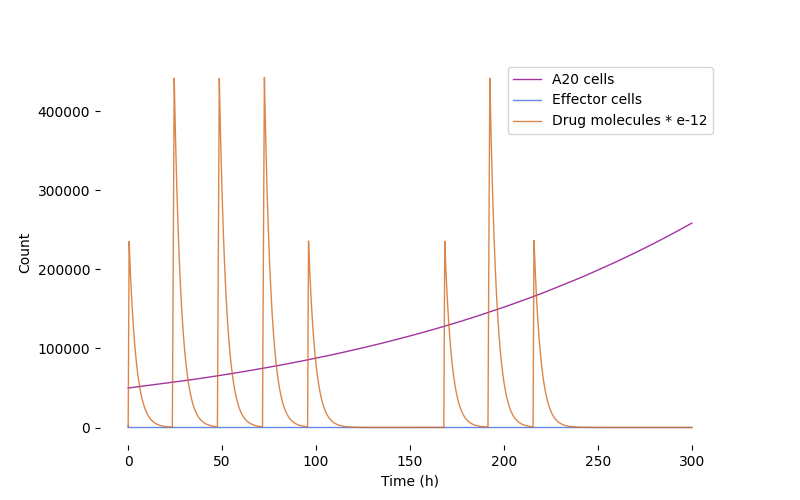 A20 cells
Effector cells
Drug molecules * e-12
400000
300000
200000
100000
0
Count
0 50 100 150 200 250 300
Time (h)